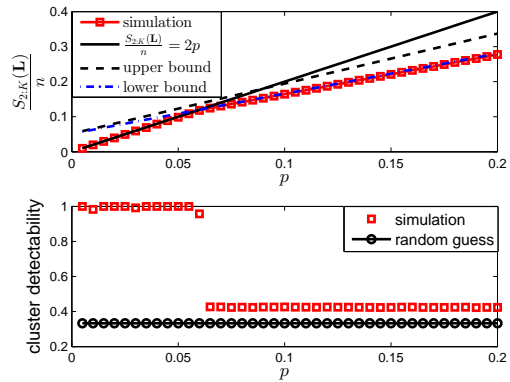 0.4
0.3
0.2
0.1
0
S_{2:K}(L)/n
simulation
S_{2:K}(L)/n = 2p
upper bound
lower bound
0 0.05 0.1 0.15 0.2
p
1
0.8
0.6
0.4
0.2
cluster detectability
simulation
random guess
0 0.05 0.1 0.15 0.2
p